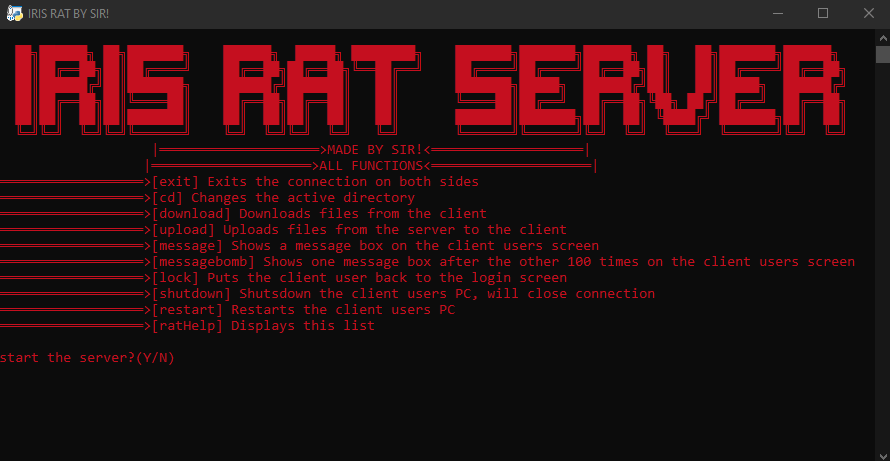 IRIS RAT BY SIR!
IRIS RAT SERVER
|====================>MADE BY SIR!<===================|
|====================>ALL FUNCTIONS<====================|
==================>[exit] Exits the connection on both sides
==================>[cd] Changes the active directory
==================>[download] Downloads files from the client
==================>[upload] Uploads files from the server to the client
==================>[message] Shows a message box on the client users screen
==================>[messagebomb] Shows one message box after the other 100 times on the client users screen
==================>[lock] Puts the client user back to the login screen
==================>[shutdown] Shutsdown the client users PC, will close connection
==================>[restart] Restarts the client users PC
==================>[ratHelp] Displays this list
start the server?(Y/N)